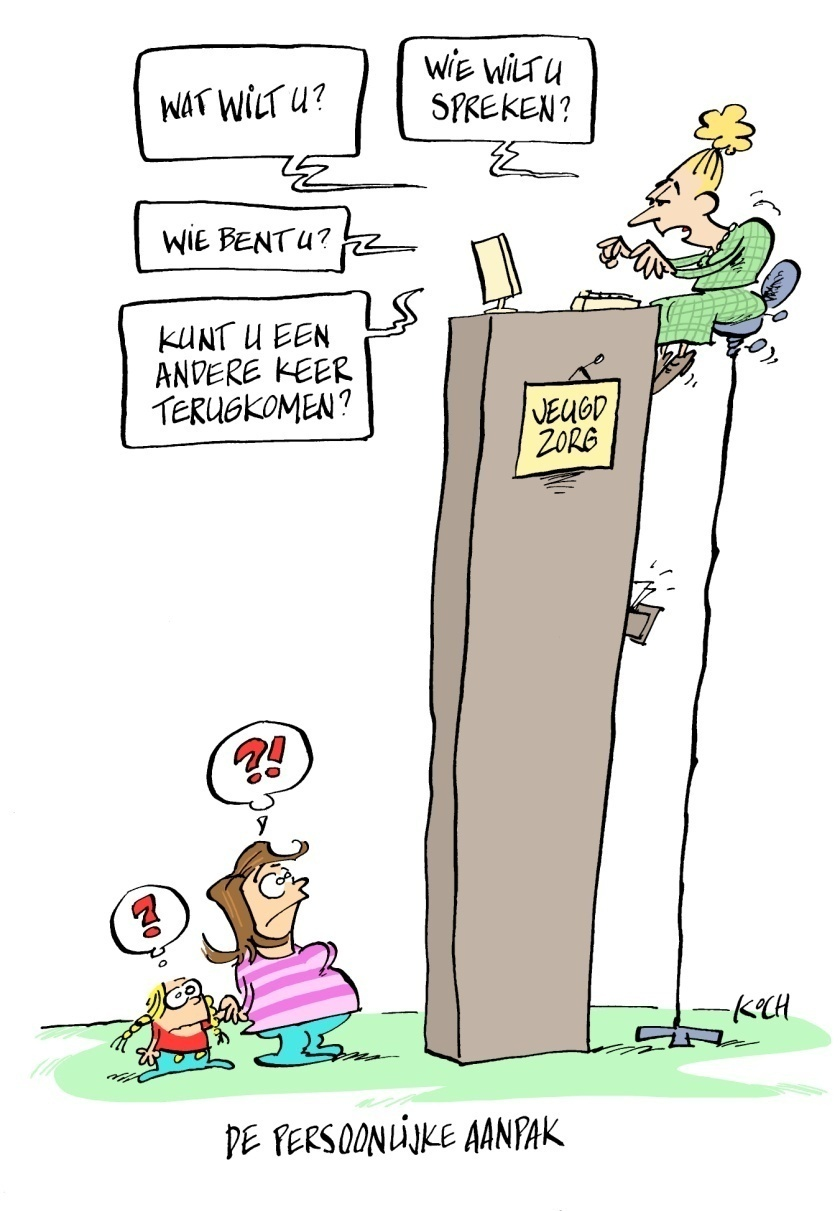 WAT WILT U?
WIE WILT U
SPREKEN?
WIE BENT U?
KUNT U EEN
ANDERE KEER
TERUGKOMEN?
JEUGD
ZORG
?!
?
KOCH
DE PERSOONLIJKE AANPAK